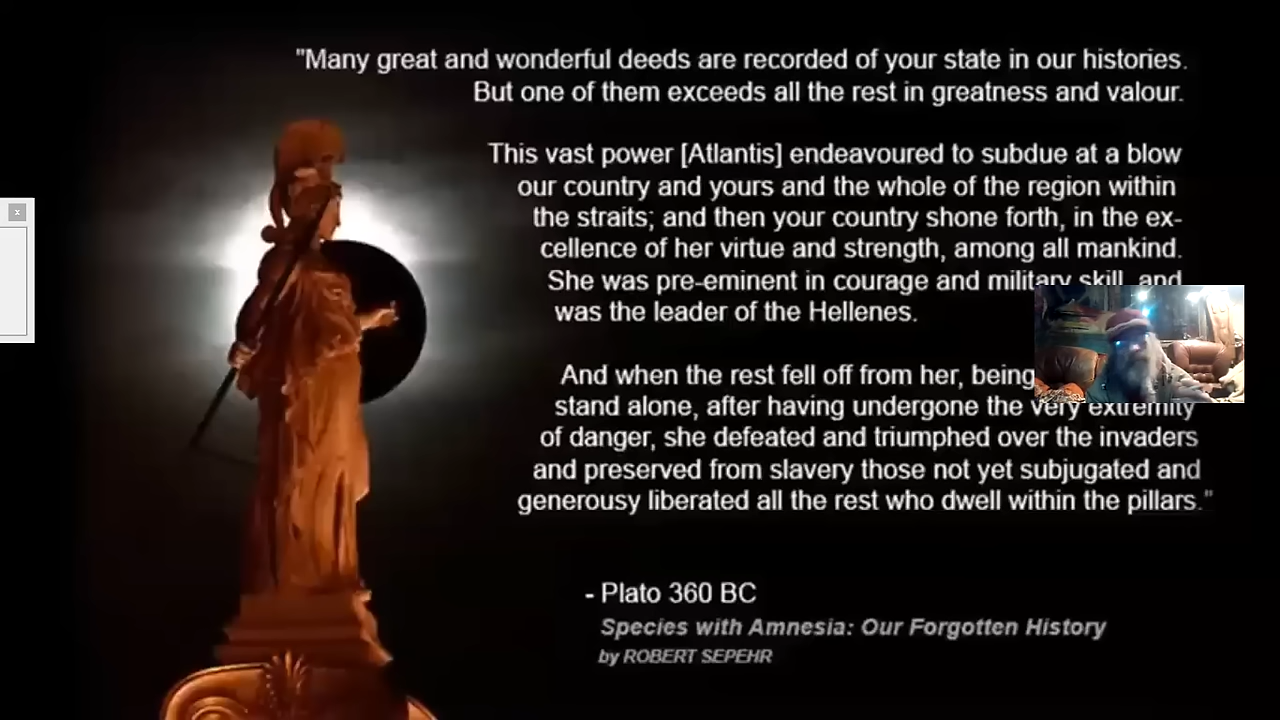 "Many great and wonderful deeds are recorded of your state in our histories.
But one of them exceeds all the rest in greatness and valour.
This vast power [Atlantis] endeavoured to subdue at a blow
our country and yours and the whole of the region within
the straits; and then your country shone forth, in the ex-
cellence of her virtue and strength, among all mankind.
She was pre-eminent in courage and military skill, and
was the leader of the Hellenes.
And when the rest fell off from her, being
stand alone, after having undergone the very extremity
of danger, she defeated and triumphed over the invaders
and preserved from slavery those not yet subjugated and
generousy liberated all the rest who dwell within the pillars."
- Plato 360 BC
Species with Amnesia: Our Forgotten History
by ROBERT SEPEHR